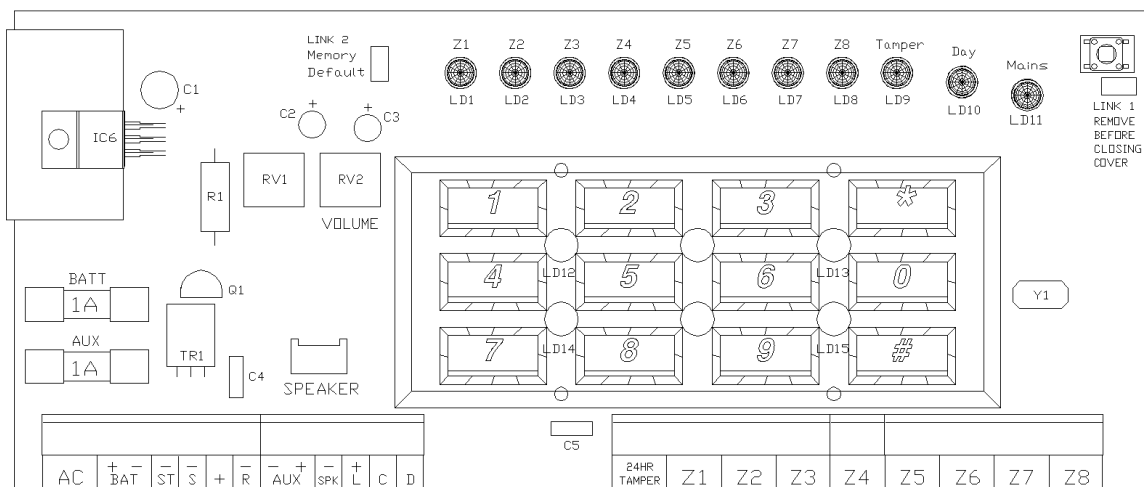 LINK 2
Memory
Default
Z1 Z2 Z3 Z4 Z5 Z6 Z7 Z8 Tamper
Day
Mains
LD1 LD2 LD3 LD4 LD5 LD6 LD7 LD8 LD9
LD10
LD11
LINK 1
REMOVE
BEFORE
CLOSING
COVER
C1
+
C2
+
C3
+
IC6
R1
RV1
RV2
VOLUME
1 2 3 *
LD12 LD13
4 5 6 0
LD14 LD15
7 8 9 #
Y1
BATT
1A
Q1
AUX
1A
TR1
C4
SPEAKER
C5
AC
+ -
BAT
-
ST
-
S
+
-
R
- +
AUX
-
SPK
+
L
C
D
24HR
TAMPER
Z1 Z2 Z3 Z4 Z5 Z6 Z7 Z8